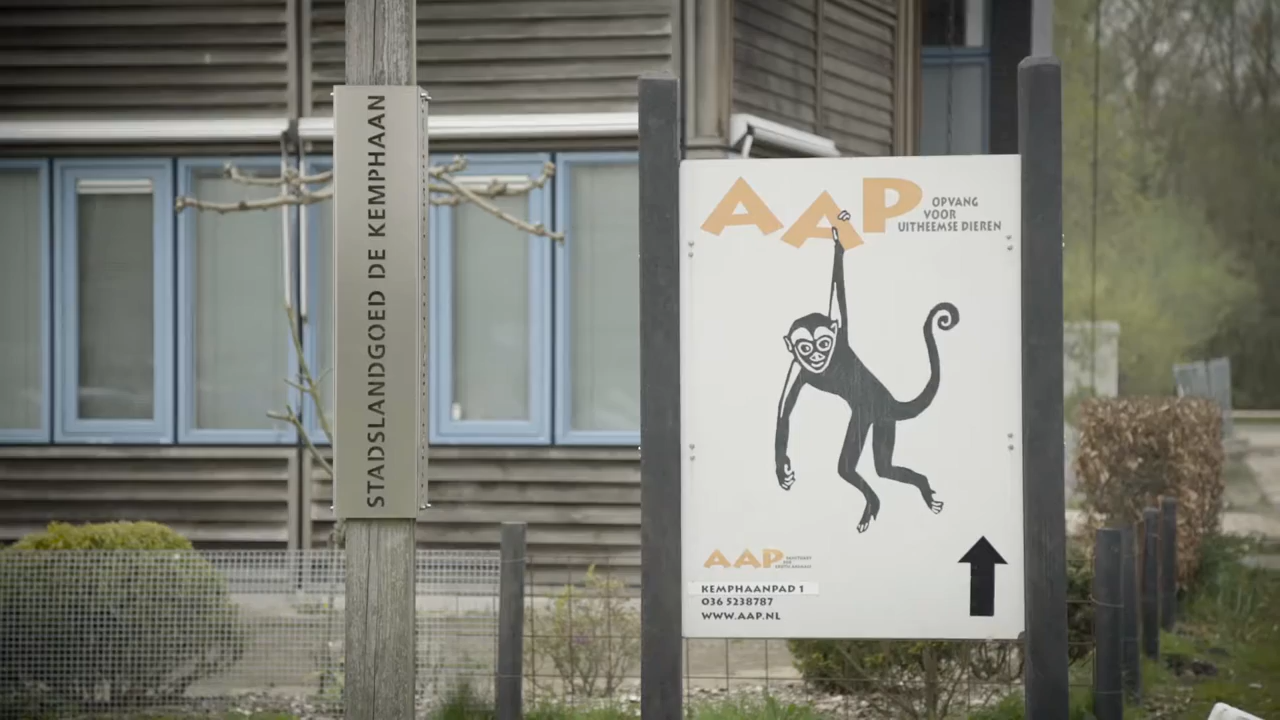 STADSLANDGOED DE KEMPHAAN
AAP
OPVANG
VOOR
UITHEEMSE DIEREN
AAP
KEMPHAANPAD 1
036 5238787
WWW.AAP.NL